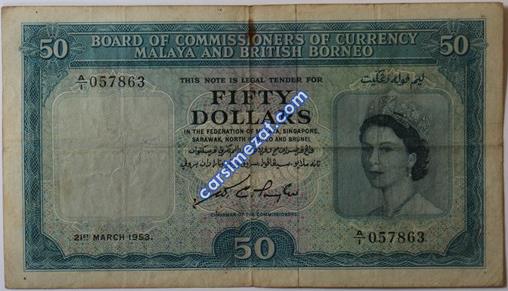 50
BOARD OF COMMISSIONERS OF CURRENCY
50
MALAYA AND BRITISH BORNEO
A/1 057863
THIS NOTE IS LEGAL TENDER FOR
FIFTY
DOLLARS
IN THE FEDERATION OF MALAYA, SINGAPORE,
SARAWAK, NORTH BORNEO AND BRUNEI
carsimezat.com
CHAIRMAN OF THE COMMISSIONERS.
21ST MARCH 1953.
50
A/1 057863